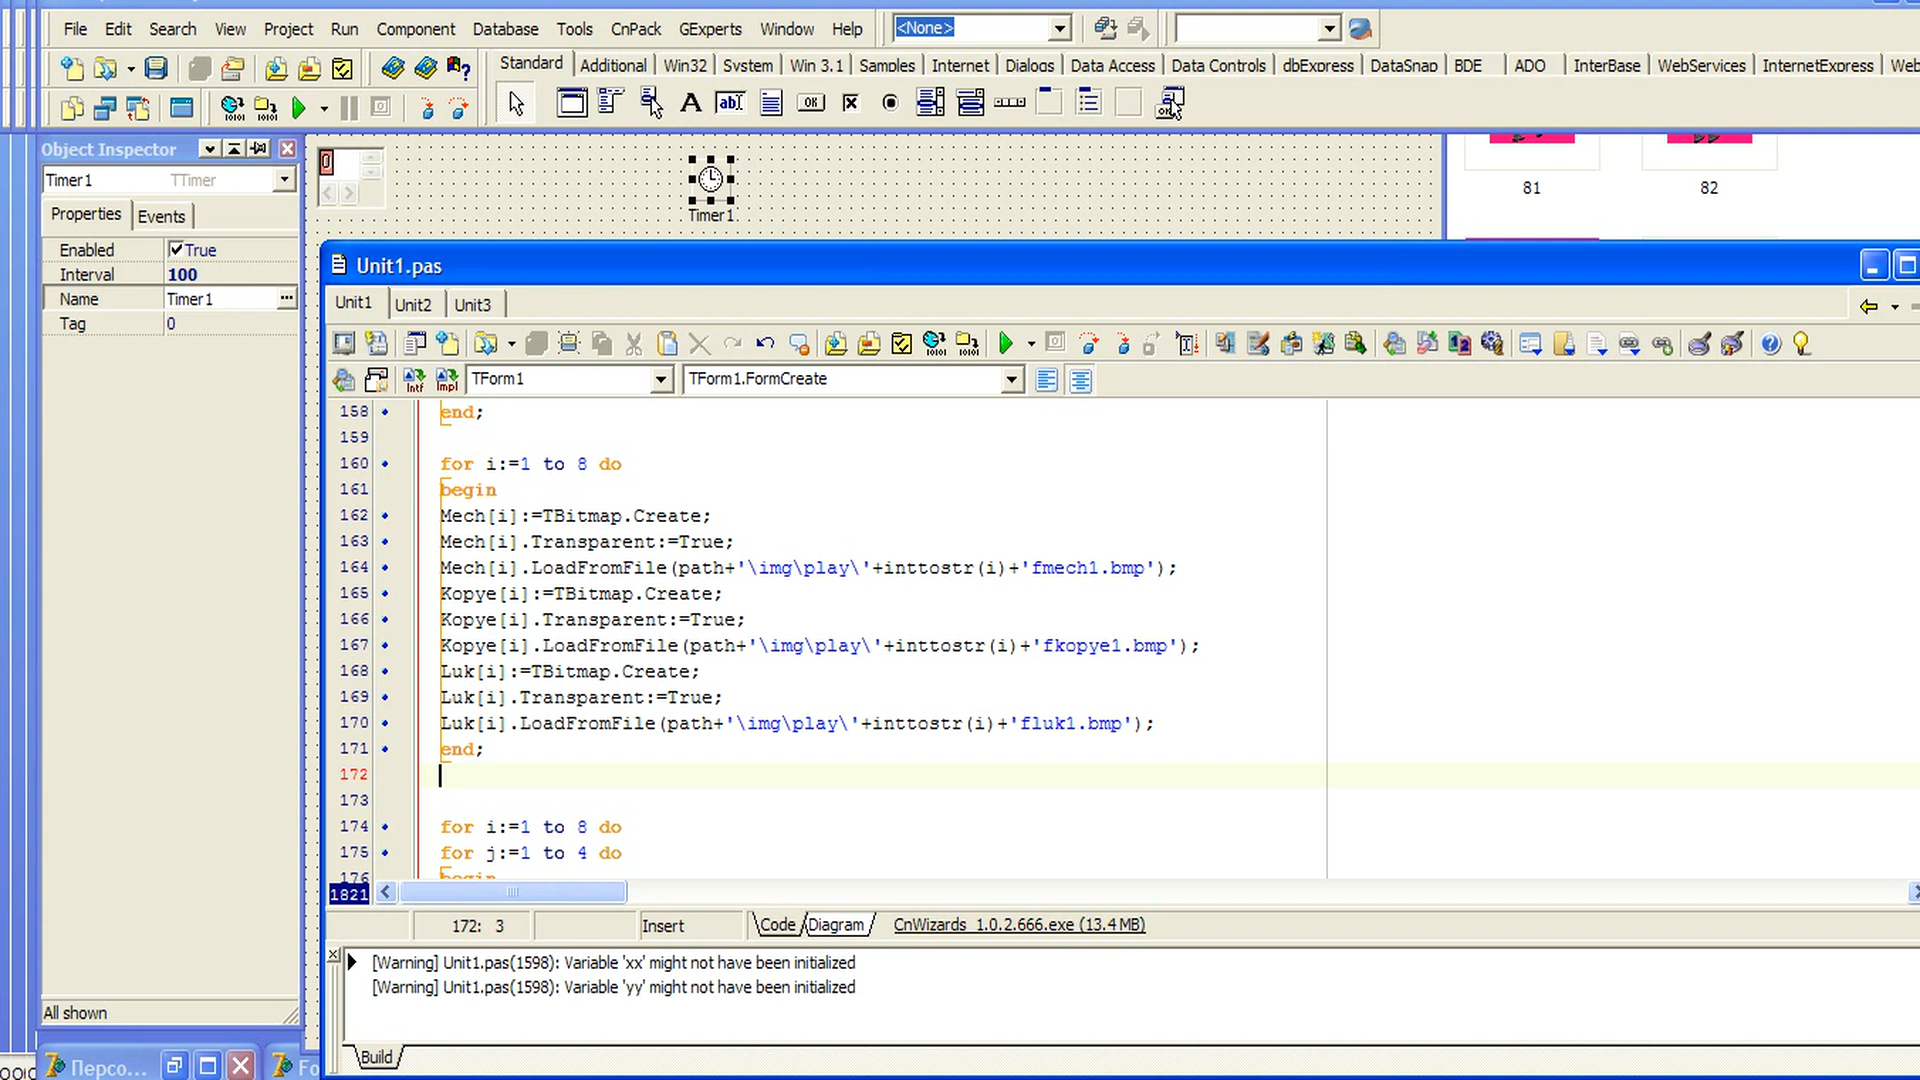 File Edit Search View Project Run Component Database Tools CnPack GExperts Window Help <None>
Standard Additional Win32 System Win 3.1 Samples Internet Dialogs Data Access Data Controls dbExpress DataSnap BDE ADO InterBase WebServices InternetExpress Web
Object Inspector
Timer1 TTimer
Properties Events
Enabled True
Interval 100
Name Timer1
Tag 0
All shown
0
Timer1
81 82
Unit1.pas
Unit1 Unit2 Unit3
Intf Impl TForm1 TForm1.FormCreate
158 end;
159
160 for i:=1 to 8 do
161 begin
162 Mech[i]:=TBitmap.Create;
163 Mech[i].Transparent:=True;
164 Mech[i].LoadFromFile(path+'\img\play\'+inttostr(i)+'fmech1.bmp');
165 Kopye[i]:=TBitmap.Create;
166 Kopye[i].Transparent:=True;
167 Kopye[i].LoadFromFile(path+'\img\play\'+inttostr(i)+'fkopye1.bmp');
168 Luk[i]:=TBitmap.Create;
169 Luk[i].Transparent:=True;
170 Luk[i].LoadFromFile(path+'\img\play\'+inttostr(i)+'fluk1.bmp');
171 end;
172
173
174 for i:=1 to 8 do
175 for j:=1 to 4 do
176 begin
1821
172: 3 Insert Code Diagram CnWizards_1.0.2.666.exe (13.4 MB)
[Warning] Unit1.pas(1598): Variable 'xx' might not have been initialized
[Warning] Unit1.pas(1598): Variable 'yy' might not have been initialized
Build
Персо... Fo